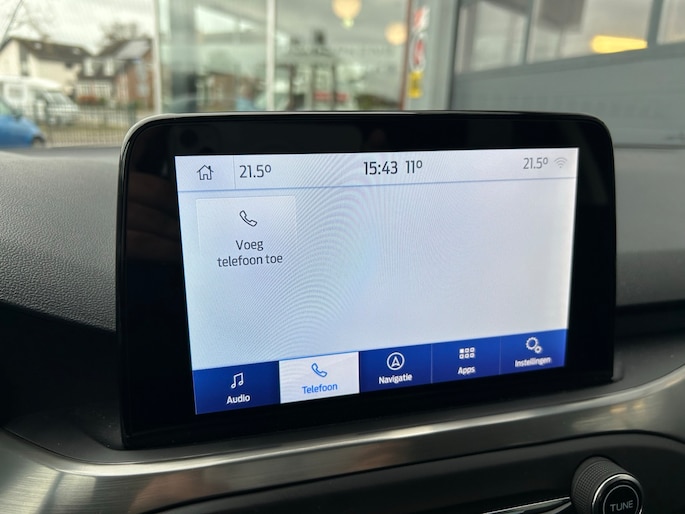 21.5° 15:43 11° 21.5°
Voeg
telefoon toe
Audio Telefoon Navigatie Apps Instellingen
TUNE